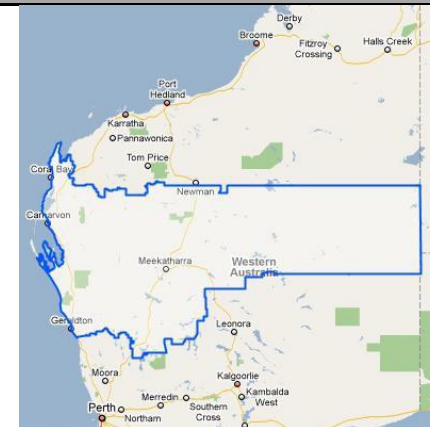 Derby
Broome
Fitzroy
Crossing
Halls Creek
Port
Hedland
Karratha
Pannawonica
Tom Price
Coral Bay
Newman
Carnarvon
Meekatharra
Western
Australia
Geraldton
Leonora
Moora
Kalgoorlie
Kambalda
West
Merredin
Southern
Cross
Perth
Northam